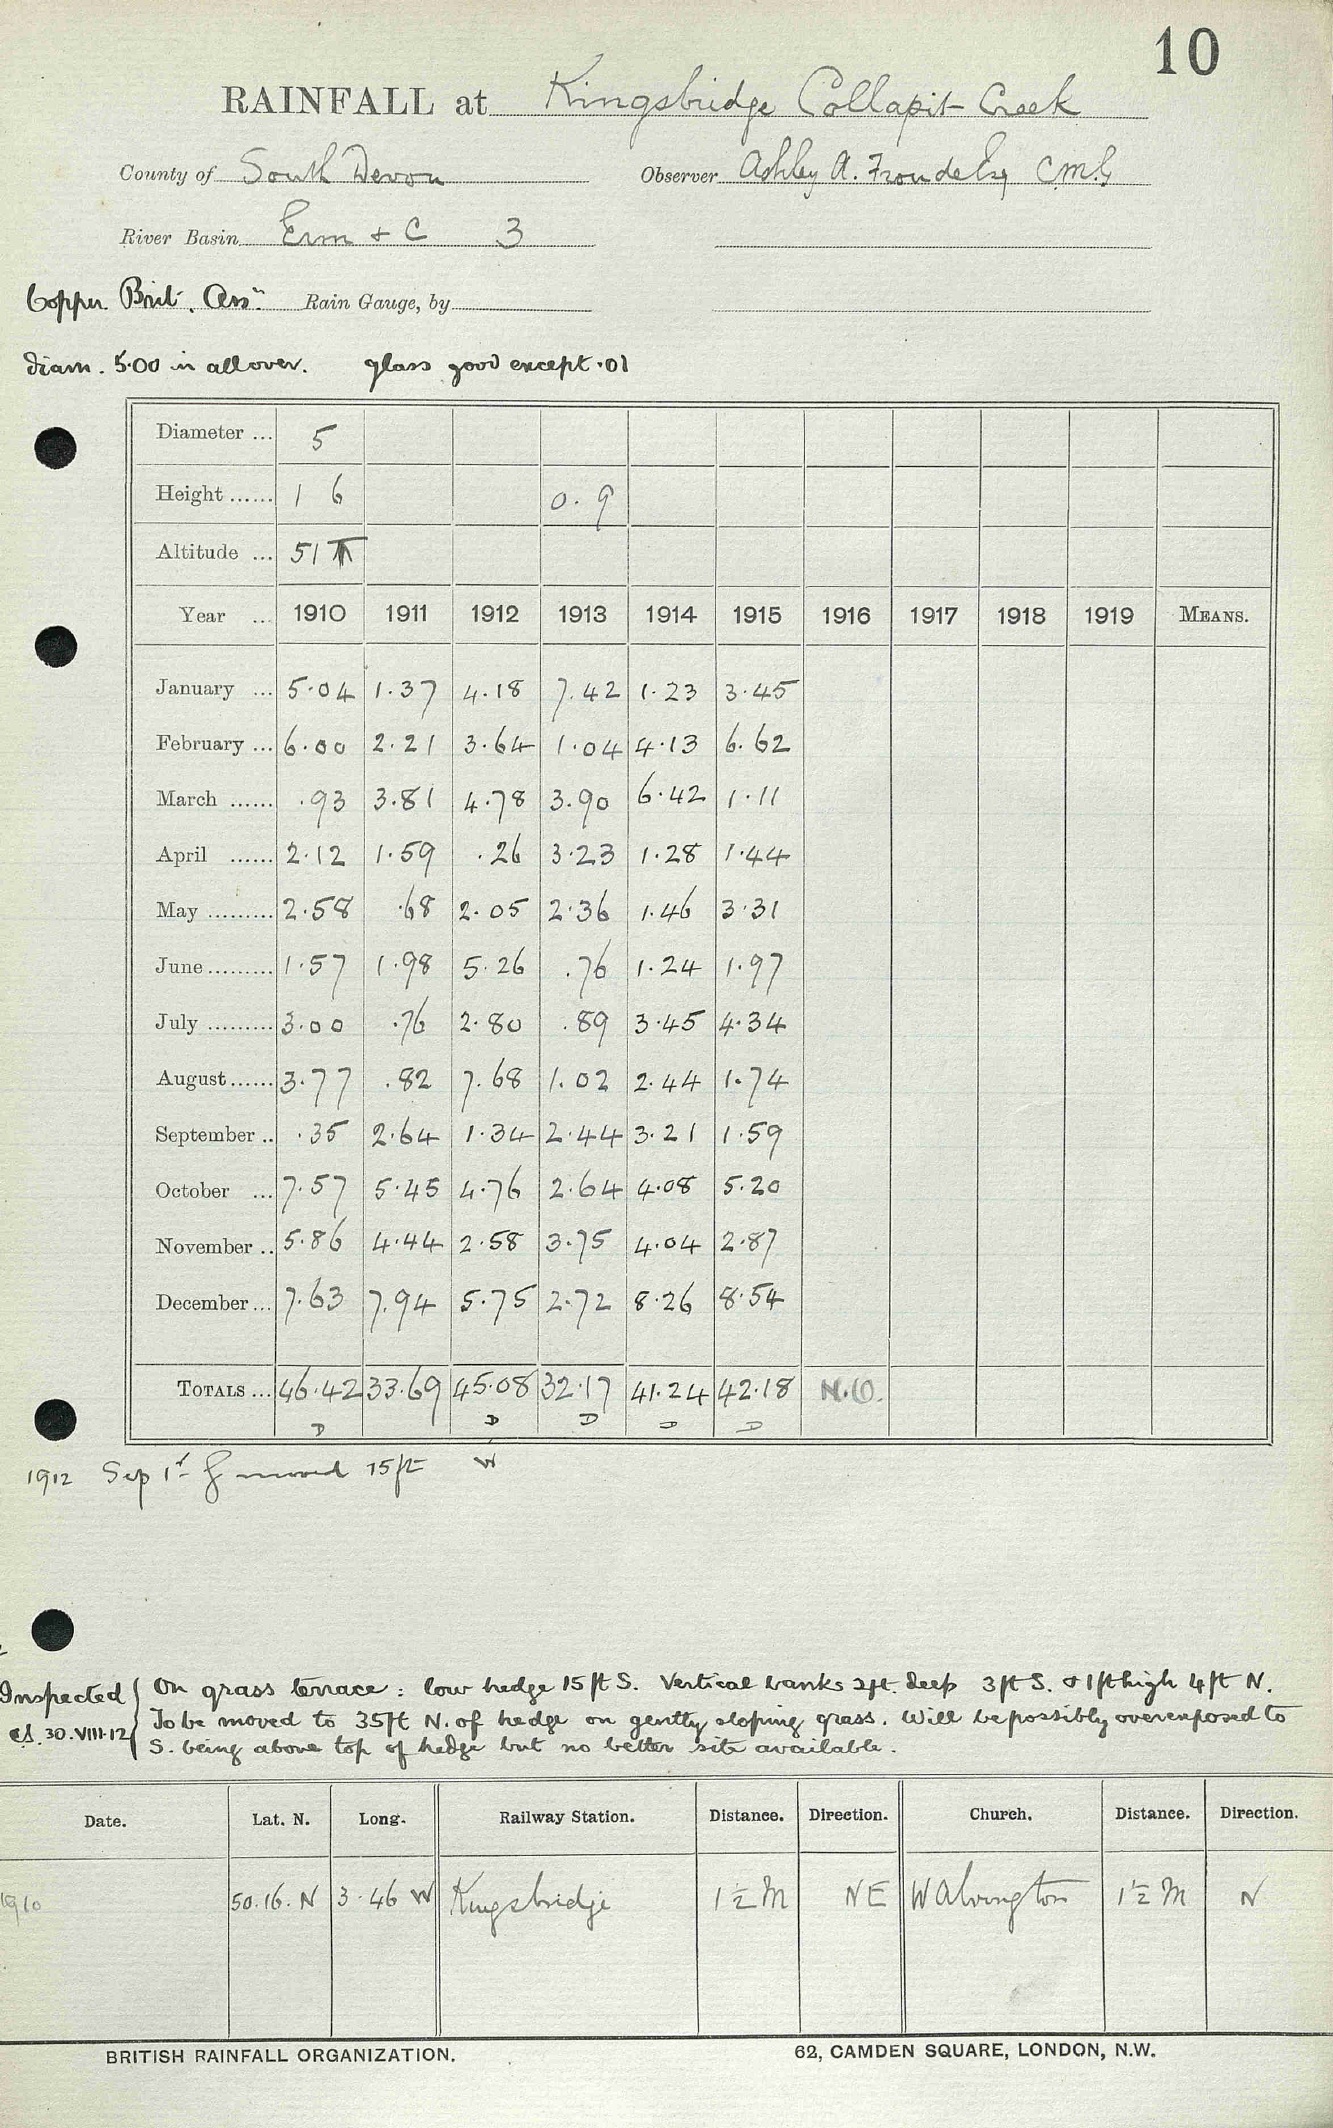 10
RAINFALL at Kingsbridge Collapit Creek
County of South Devon Observer Ashley A. Froude Esq CMG
River Basin Erm & C 3
Copper Brit. Assn. Rain Gauge, by
diam. 5.00 in all over. glass good except .01
Diameter ... 5
Height ...... 1 6 0. 9
Altitude ... 51
Year ... 1910 1911 1912 1913 1914 1915 1916 1917 1918 1919 MEANS.
January ... 5.04 1.37 4.18 7.42 1.23 3.45
February ... 6.00 2.21 3.64 1.04 4.13 6.62
March ...... .93 3.81 4.78 3.90 6.42 1.11
April ...... 2.12 1.59 .26 3.23 1.28 1.44
May ......... 2.58 .68 2.05 2.36 1.46 3.31
June ......... 1.57 1.98 5.26 .76 1.24 1.97
July ......... 3.00 .76 2.80 .89 3.45 4.34
August ...... 3.77 .82 7.68 1.02 2.44 1.74
September .. .35 2.64 1.34 2.44 3.21 1.59
October ... 7.57 5.45 4.76 2.64 4.08 5.20
November .. 5.86 4.44 2.58 3.75 4.04 2.87
December ... 7.63 7.94 5.75 2.72 8.26 8.54
TOTALS ... 46.42 33.69 45.08 32.17 41.24 42.18 N.O.
D D D D D
1912 Sep 1st g moved 15 ft W
Inspected On grass terrace: low hedge 15 ft S. Vertical banks 2ft. deep 3 ft S. & 1 ft high 4 ft N.
CS. 30.VIII.12 To be moved to 35 ft N. of hedge on gently sloping grass. Will be possibly overexposed to
S. being above top of hedge but no better site available.
Date. Lat. N. Long. Railway Station. Distance. Direction. Church. Distance. Direction.
1910 50.16. N 3.46 W Kingsbridge 1½ M NE W Alvington 1½ M N
BRITISH RAINFALL ORGANIZATION. 62, CAMDEN SQUARE, LONDON, N.W.